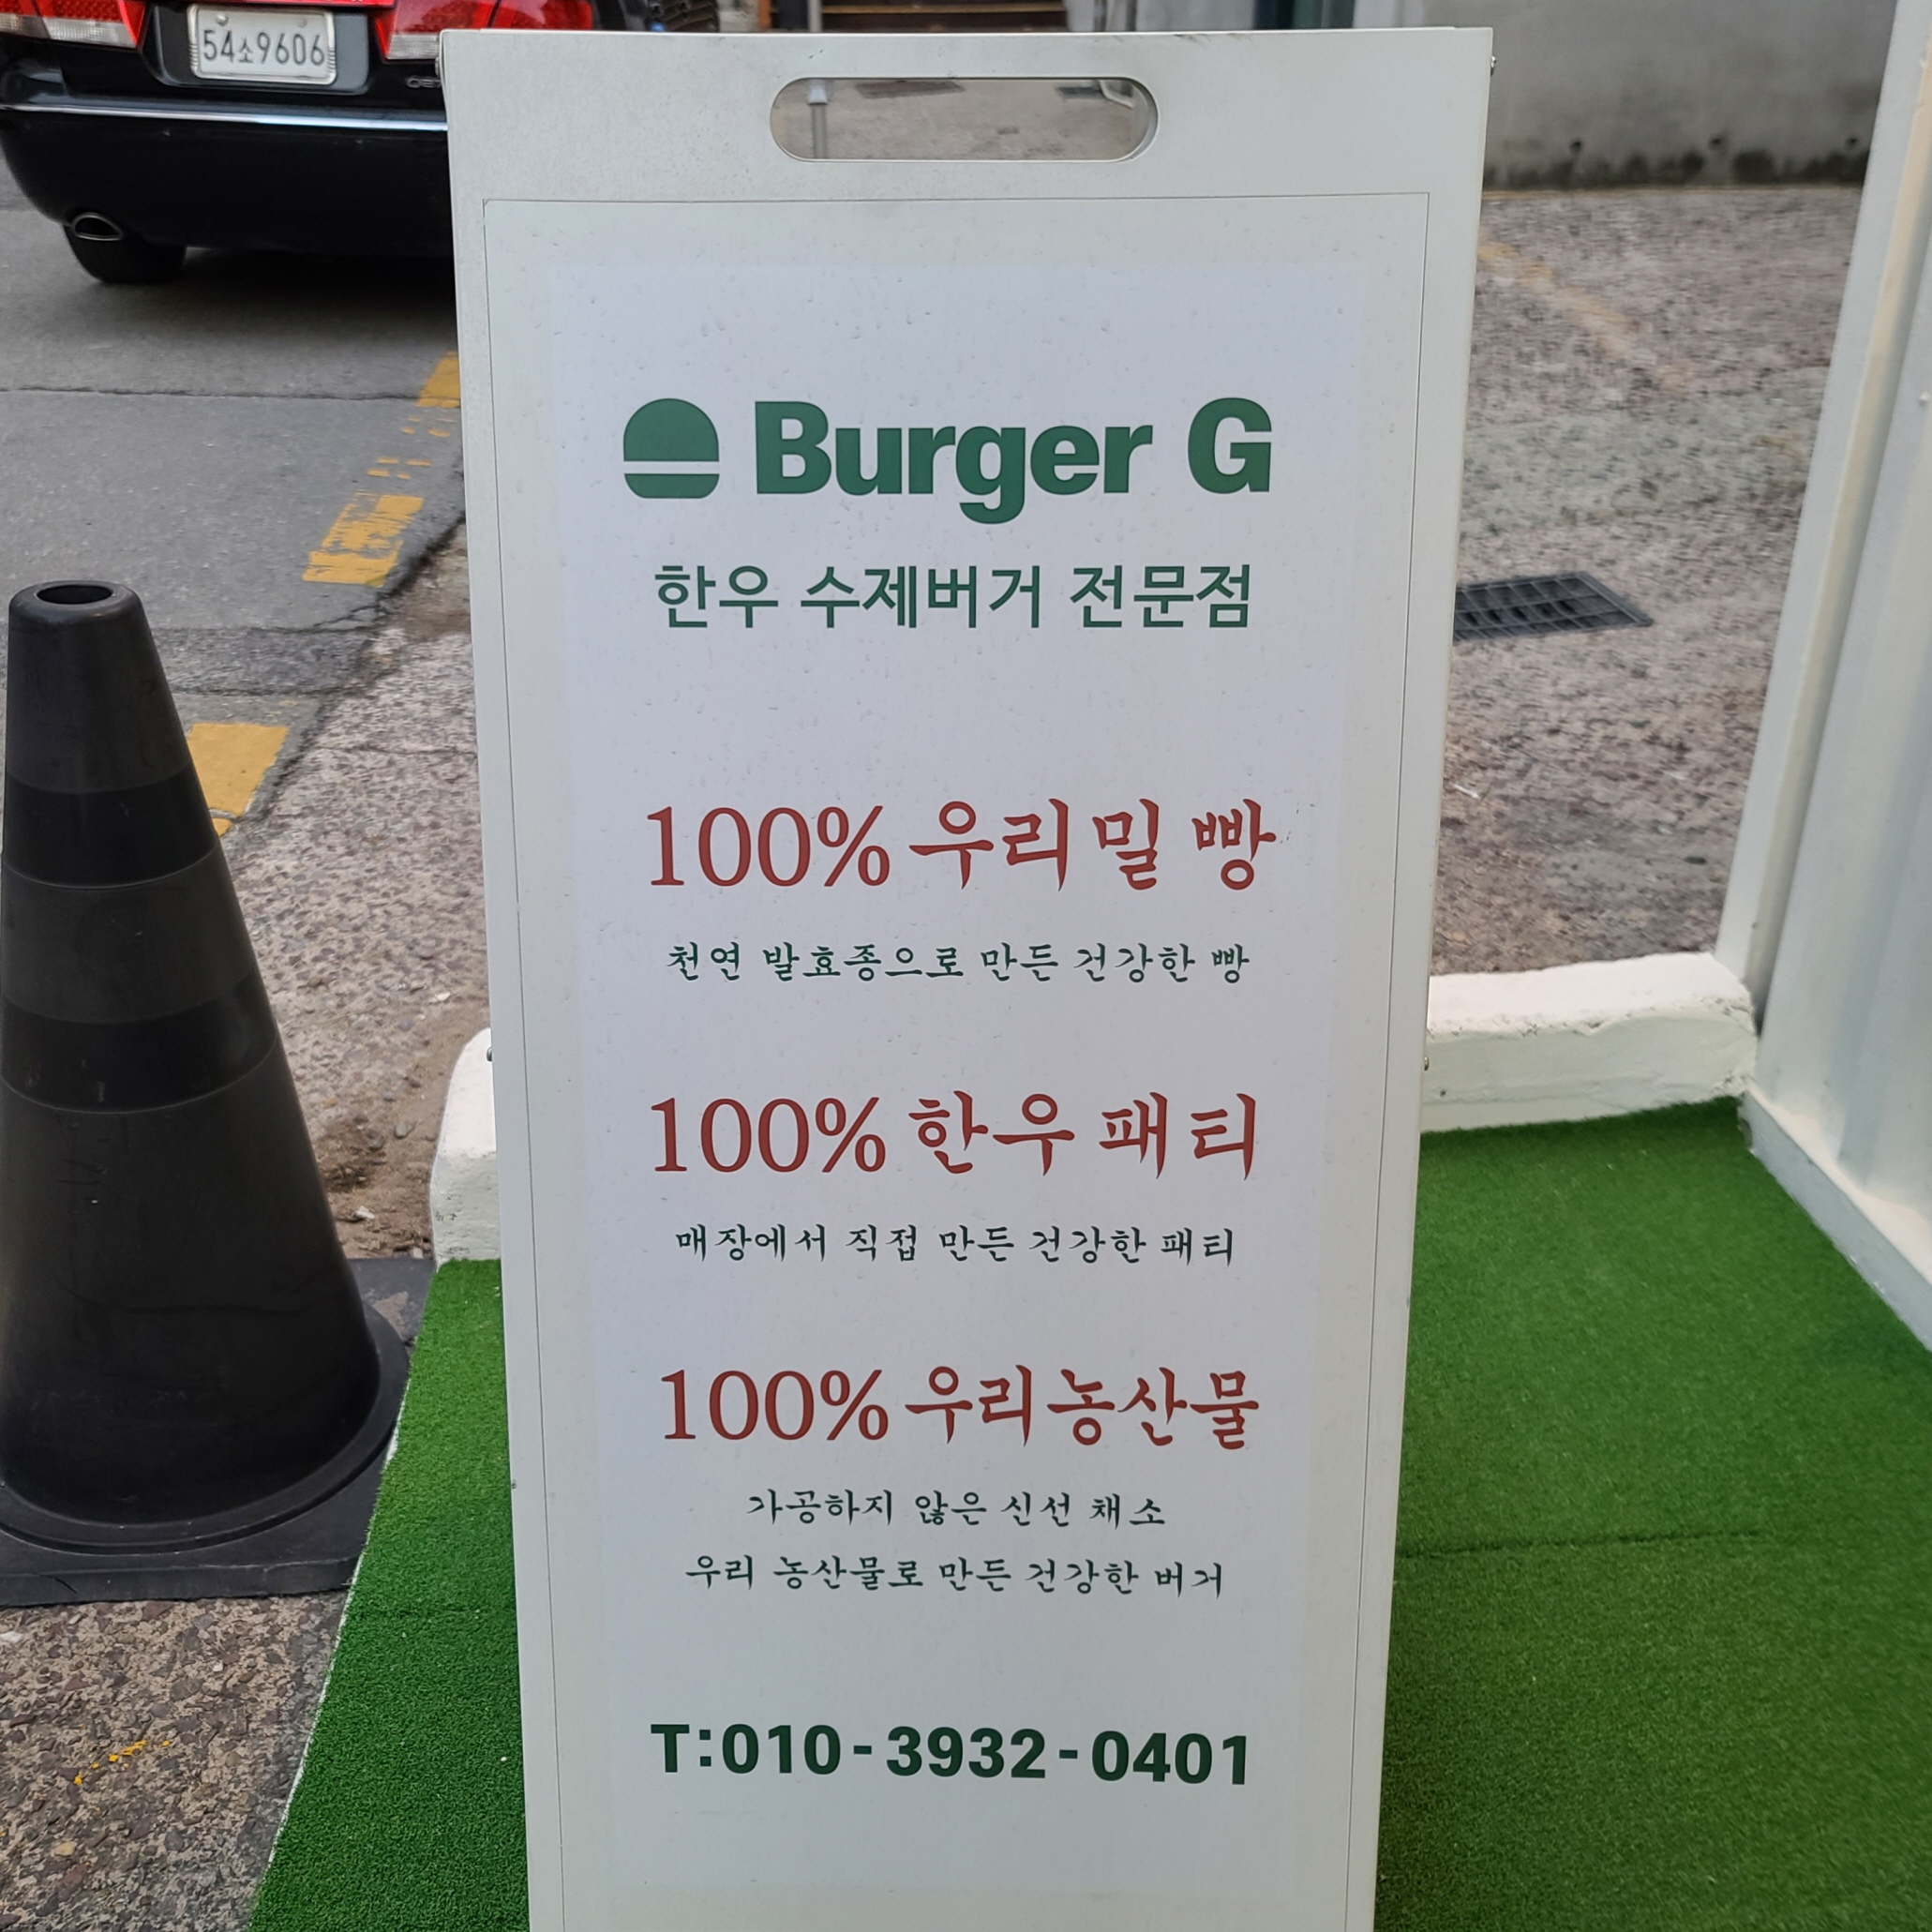 54소9606
Burger G
한우 수제버거 전문점
100% 우리밀 빵
천연 발효종으로 만든 건강한 빵
100% 한우 패티
매장에서 직접 만든 건강한 패티
100% 우리농산물
가공하지 않은 신선 채소
우리 농산물로 만든 건강한 버거
T:010-3932-0401